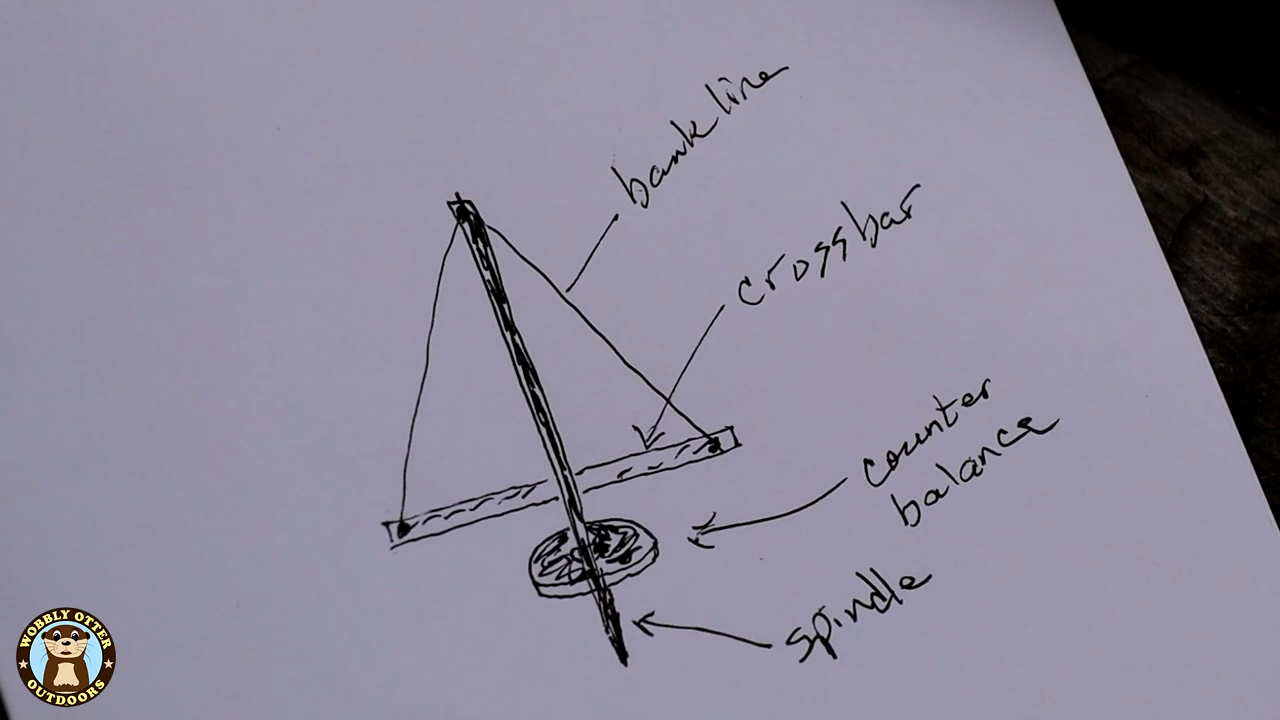 bank line
crossbar
counter
balance
spindle
WOBBLY OTTER
OUTDOORS